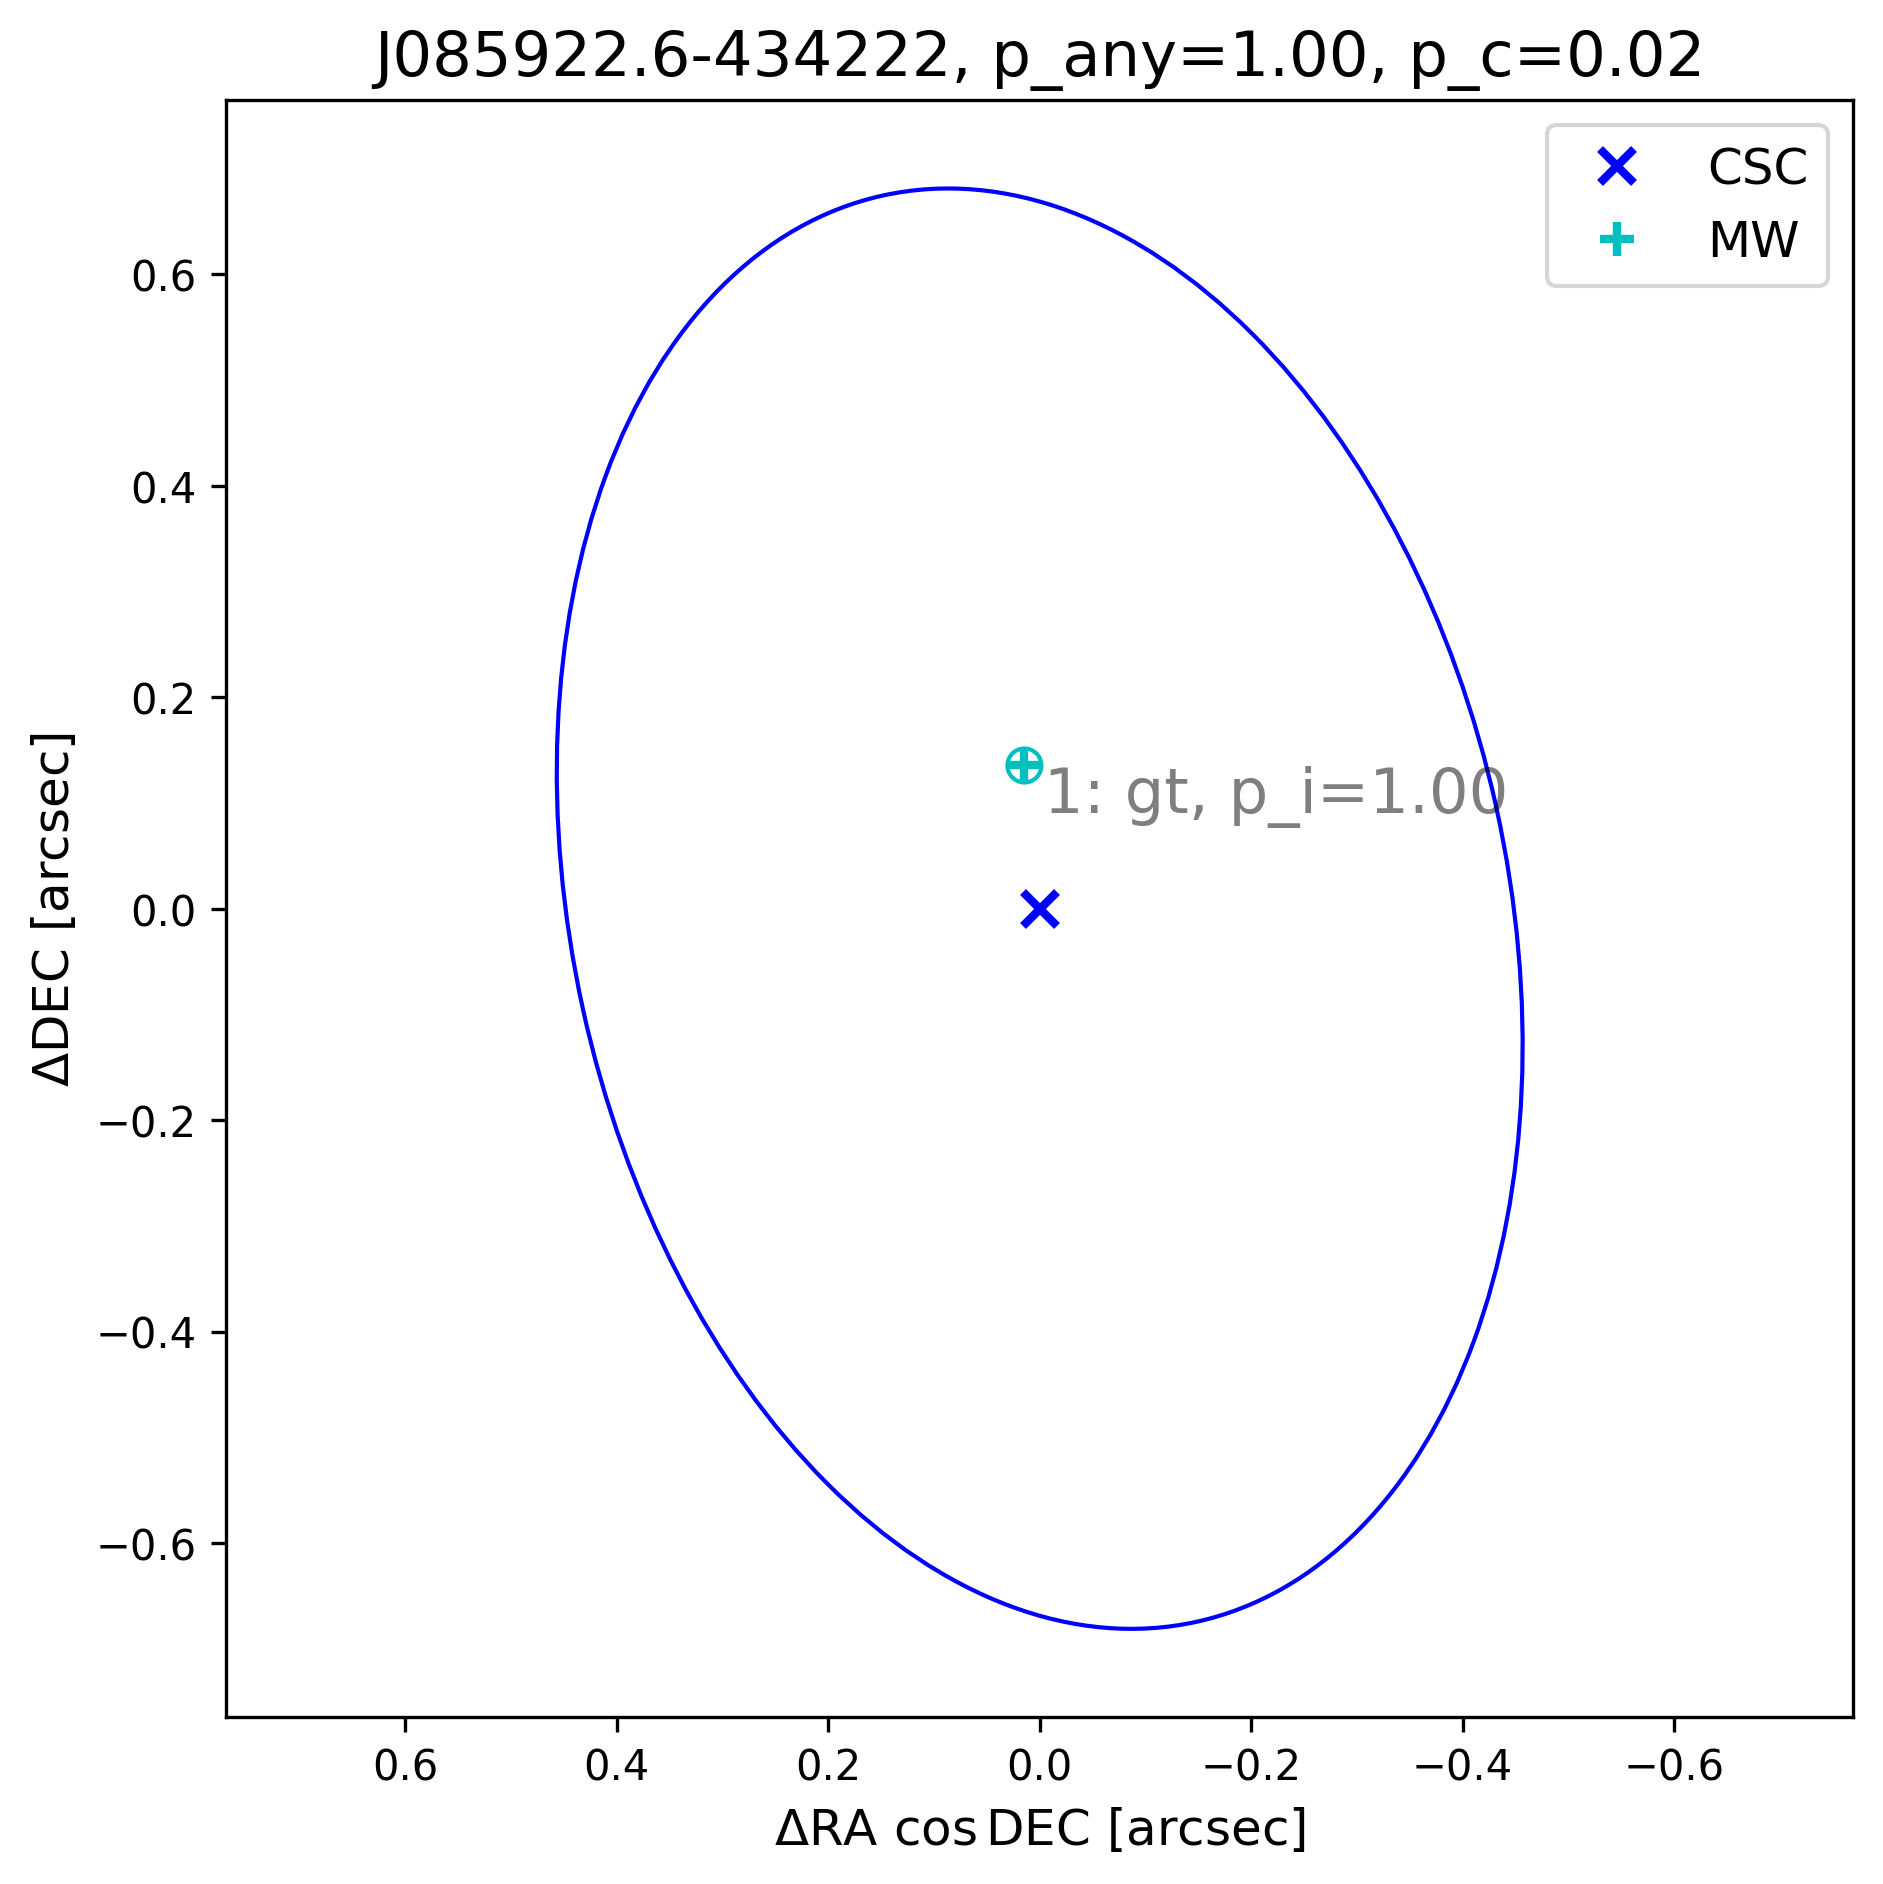 J085922.6-434222, p_any=1.00, p_c=0.02
CSC
MW
0.6
0.4
0.2
0.0
−0.2
−0.4
−0.6
ΔDEC [arcsec]
1: gt, p_i=1.00
0.6 0.4 0.2 0.0 −0.2 −0.4 −0.6
ΔRA cos DEC [arcsec]